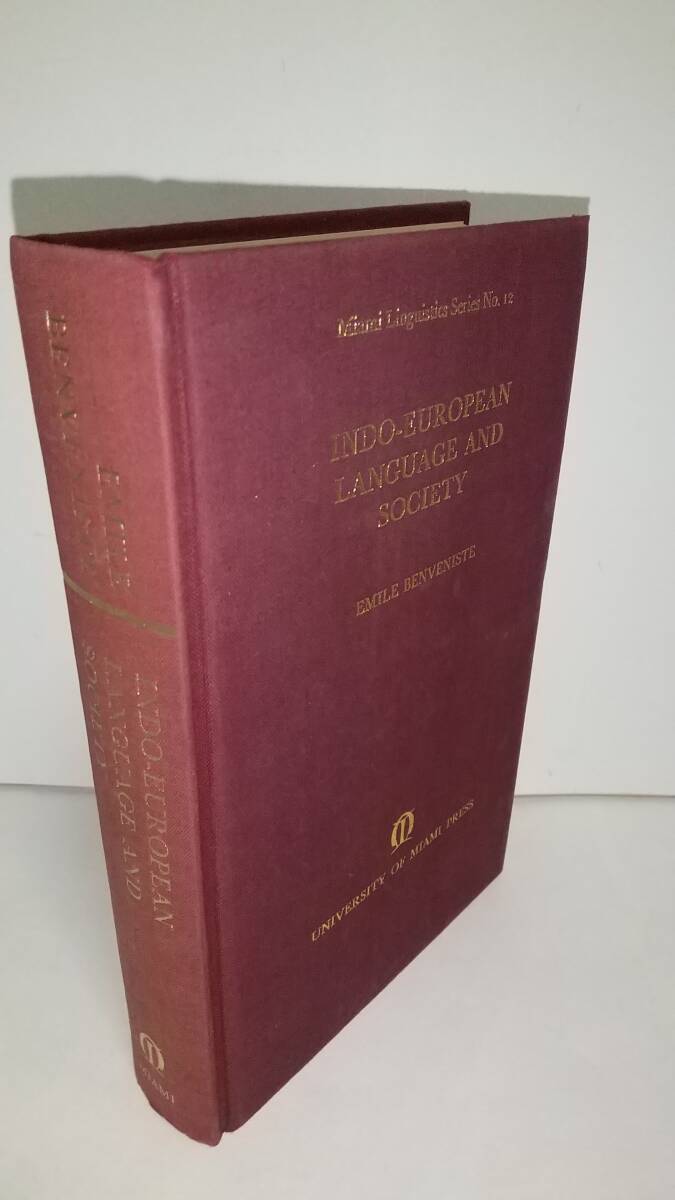 Miami Linguistics Series No. 12
INDO-EUROPEAN
LANGUAGE AND
SOCIETY
EMILE BENVENISTE
UNIVERSITY OF MIAMI PRESS
EMILE
BENVENISTE
INDO-EUROPEAN
LANGUAGE AND
SOCIETY
MIAMI